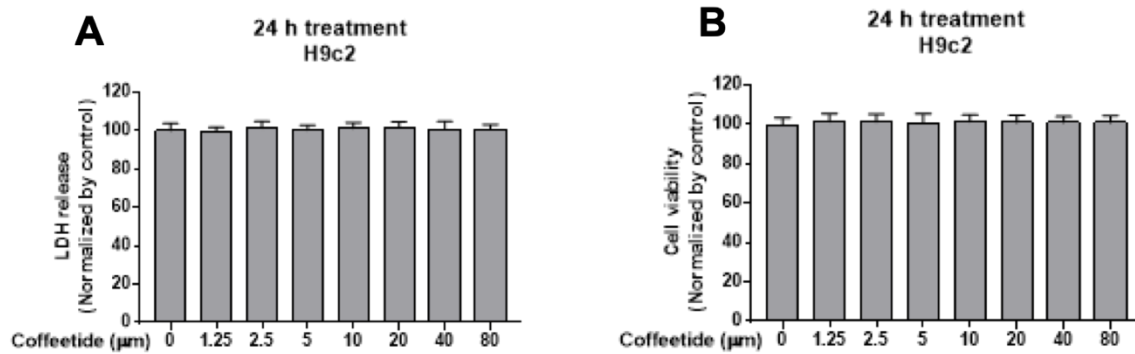 A
24 h treatment
H9c2
LDH release
(Normalized by control)
120
100
80
60
40
20
0
Coffeetide (µm) 0 1.25 2.5 5 10 20 40 80
B
24 h treatment
H9c2
Cell viability
(Normalized by control)
120
100
80
60
40
20
0
Coffeetide (µm) 0 1.25 2.5 5 10 20 40 80